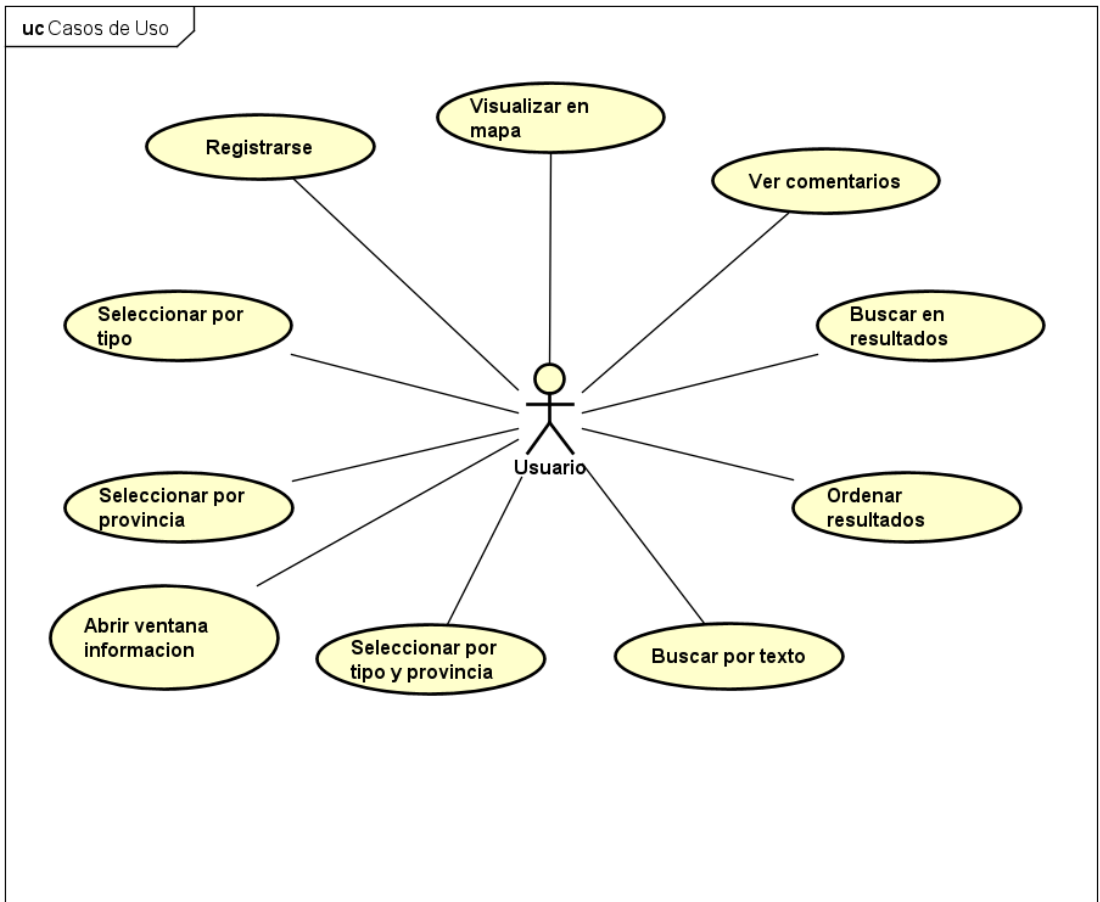 uc Casos de Uso
Visualizar en
mapa
Registrarse
Ver comentarios
Seleccionar por
tipo
Buscar en
resultados
Usuario
Seleccionar por
provincia
Ordenar
resultados
Abrir ventana
informacion
Seleccionar por
tipo y provincia
Buscar por texto